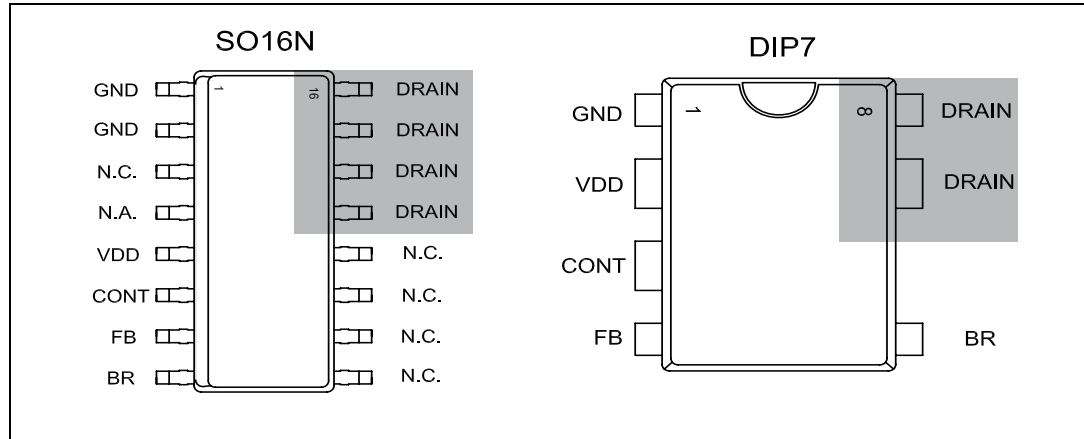 SO16N
DIP7
GND 1 16 DRAIN
GND DRAIN
N.C. DRAIN
N.A. DRAIN
VDD N.C.
CONT N.C.
FB N.C.
BR N.C.
GND 1 8 DRAIN
VDD DRAIN
CONT
FB BR